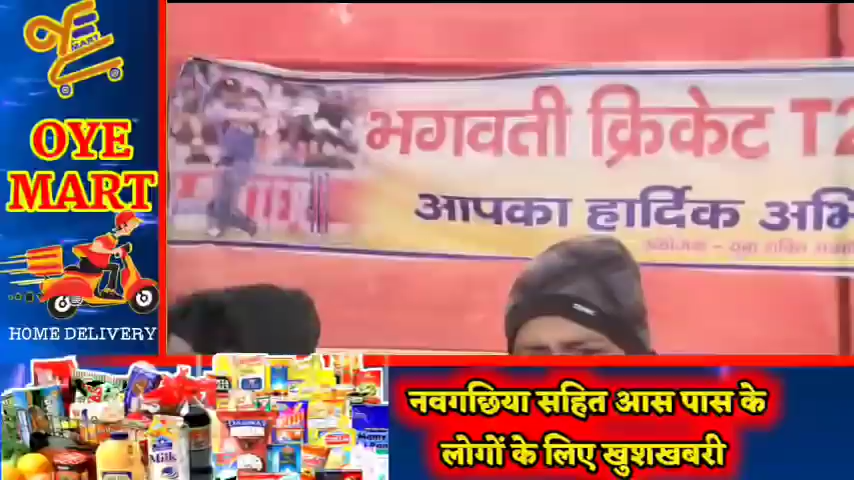 OYE
MART
HOME DELIVERY
भगवती क्रिकेट T2
आपका हार्दिक अभि
नवगछिया सहित आस पास के
लोगों के लिए खुशखबरी
Milk